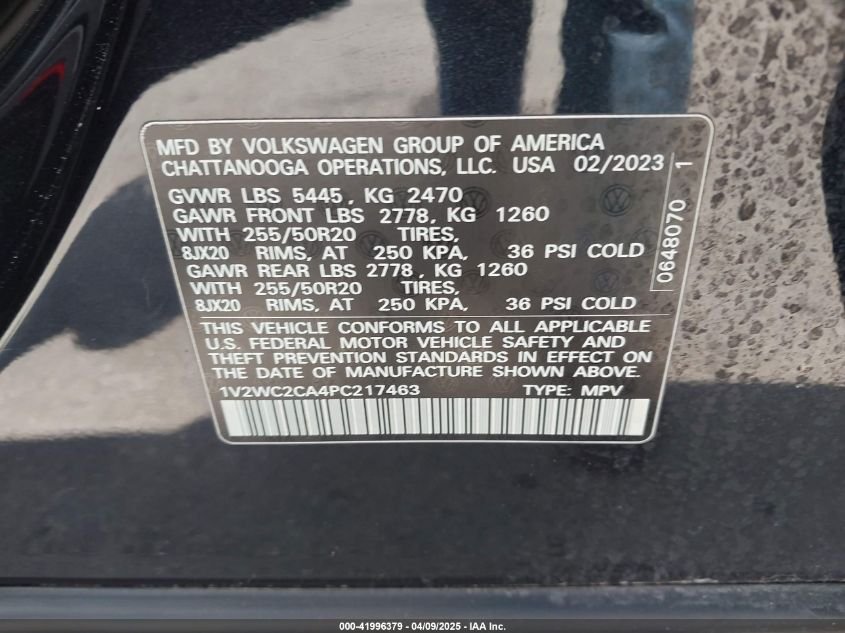 MFD BY VOLKSWAGEN GROUP OF AMERICA
CHATTANOOGA OPERATIONS, LLC. USA 02/2023
GVWR LBS 5445 , KG 2470
GAWR FRONT LBS 2778, KG 1260
WITH 255/50R20 TIRES,
8JX20 RIMS, AT 250 KPA, 36 PSI COLD
GAWR REAR LBS 2778 , KG 1260
WITH 255/50R20 TIRES,
8JX20 RIMS, AT 250 KPA, 36 PSI COLD
THIS VEHICLE CONFORMS TO ALL APPLICABLE
U.S. FEDERAL MOTOR VEHICLE SAFETY AND
THEFT PREVENTION STANDARDS IN EFFECT ON
THE DATE OF MANUFACTURE SHOWN ABOVE.
1V2WC2CA4PC217463 TYPE: MPV
0648070 1
000-41996379 / 04/09/2025 - IAA Inc.